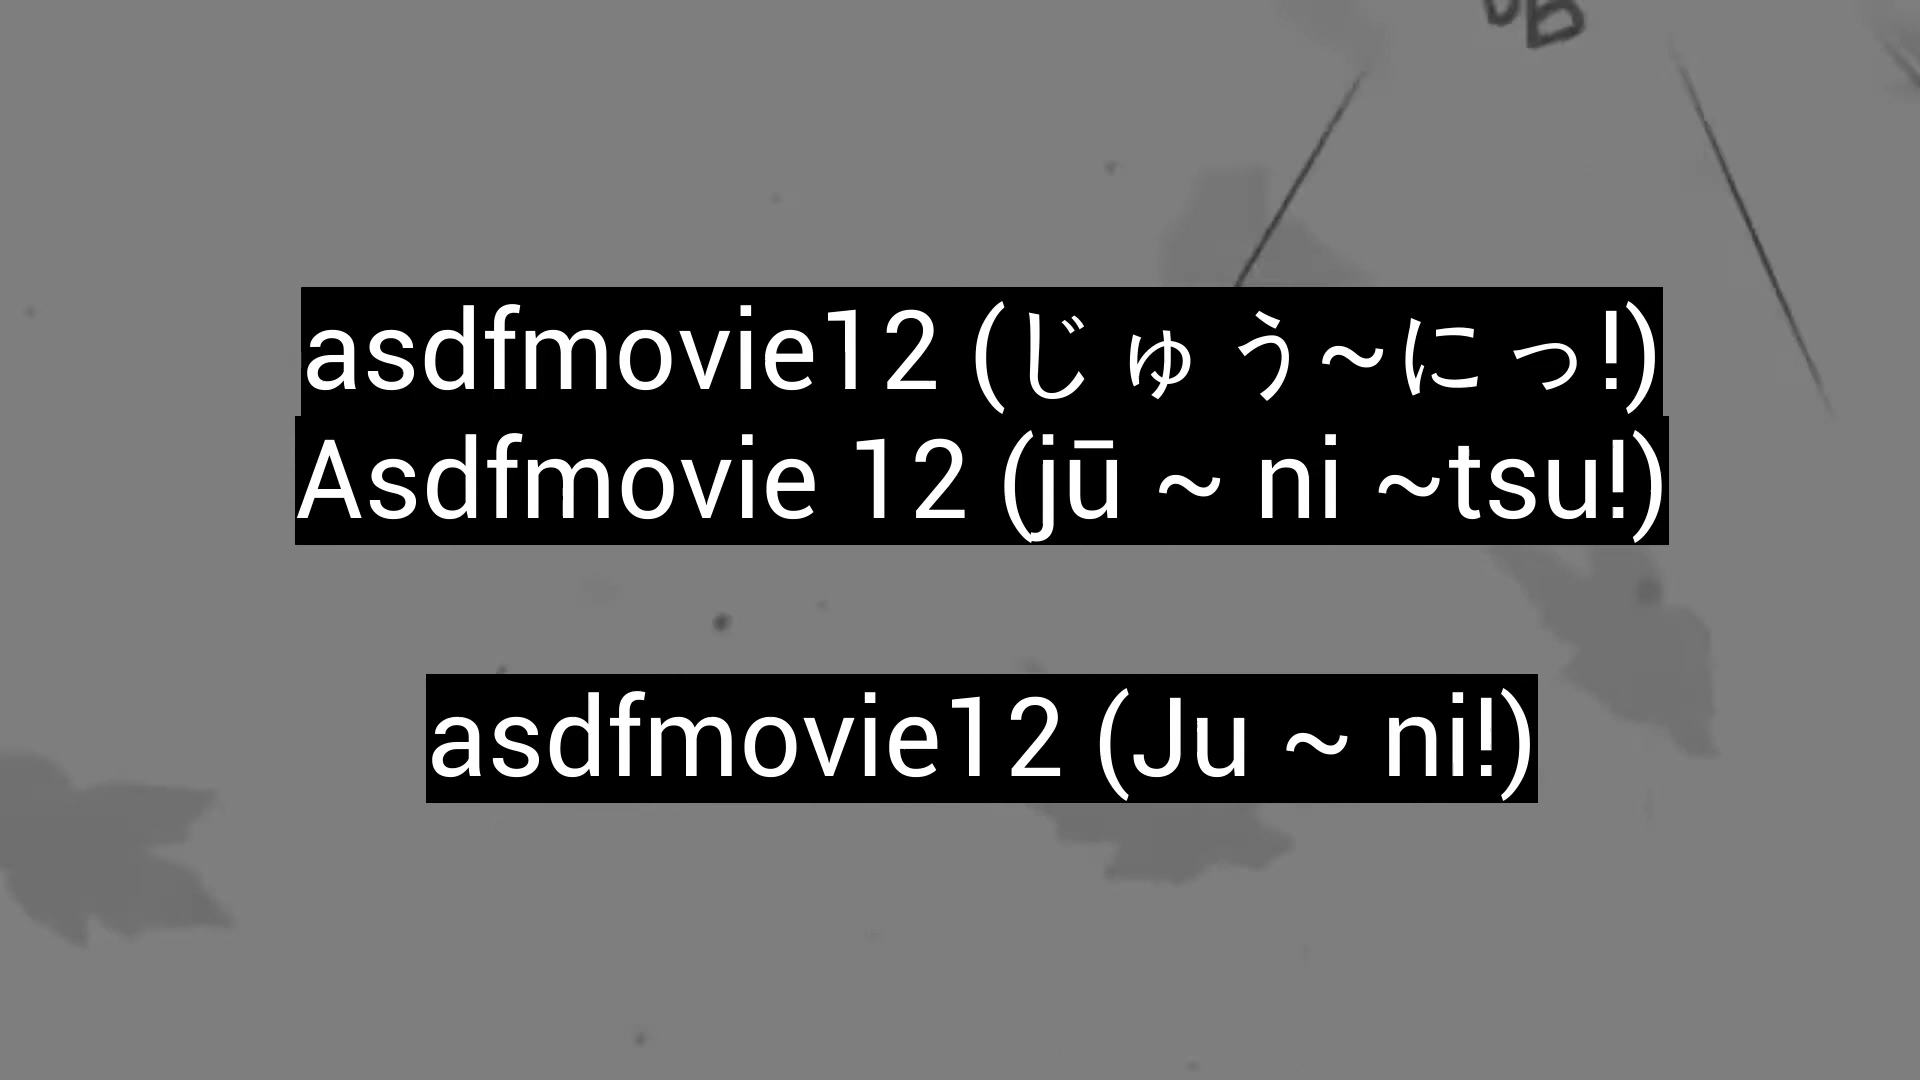 asdfmovie12 (じゅう~にっ!)
Asdfmovie 12 (jū ~ ni ~tsu!)
asdfmovie12 (Ju ~ ni!)